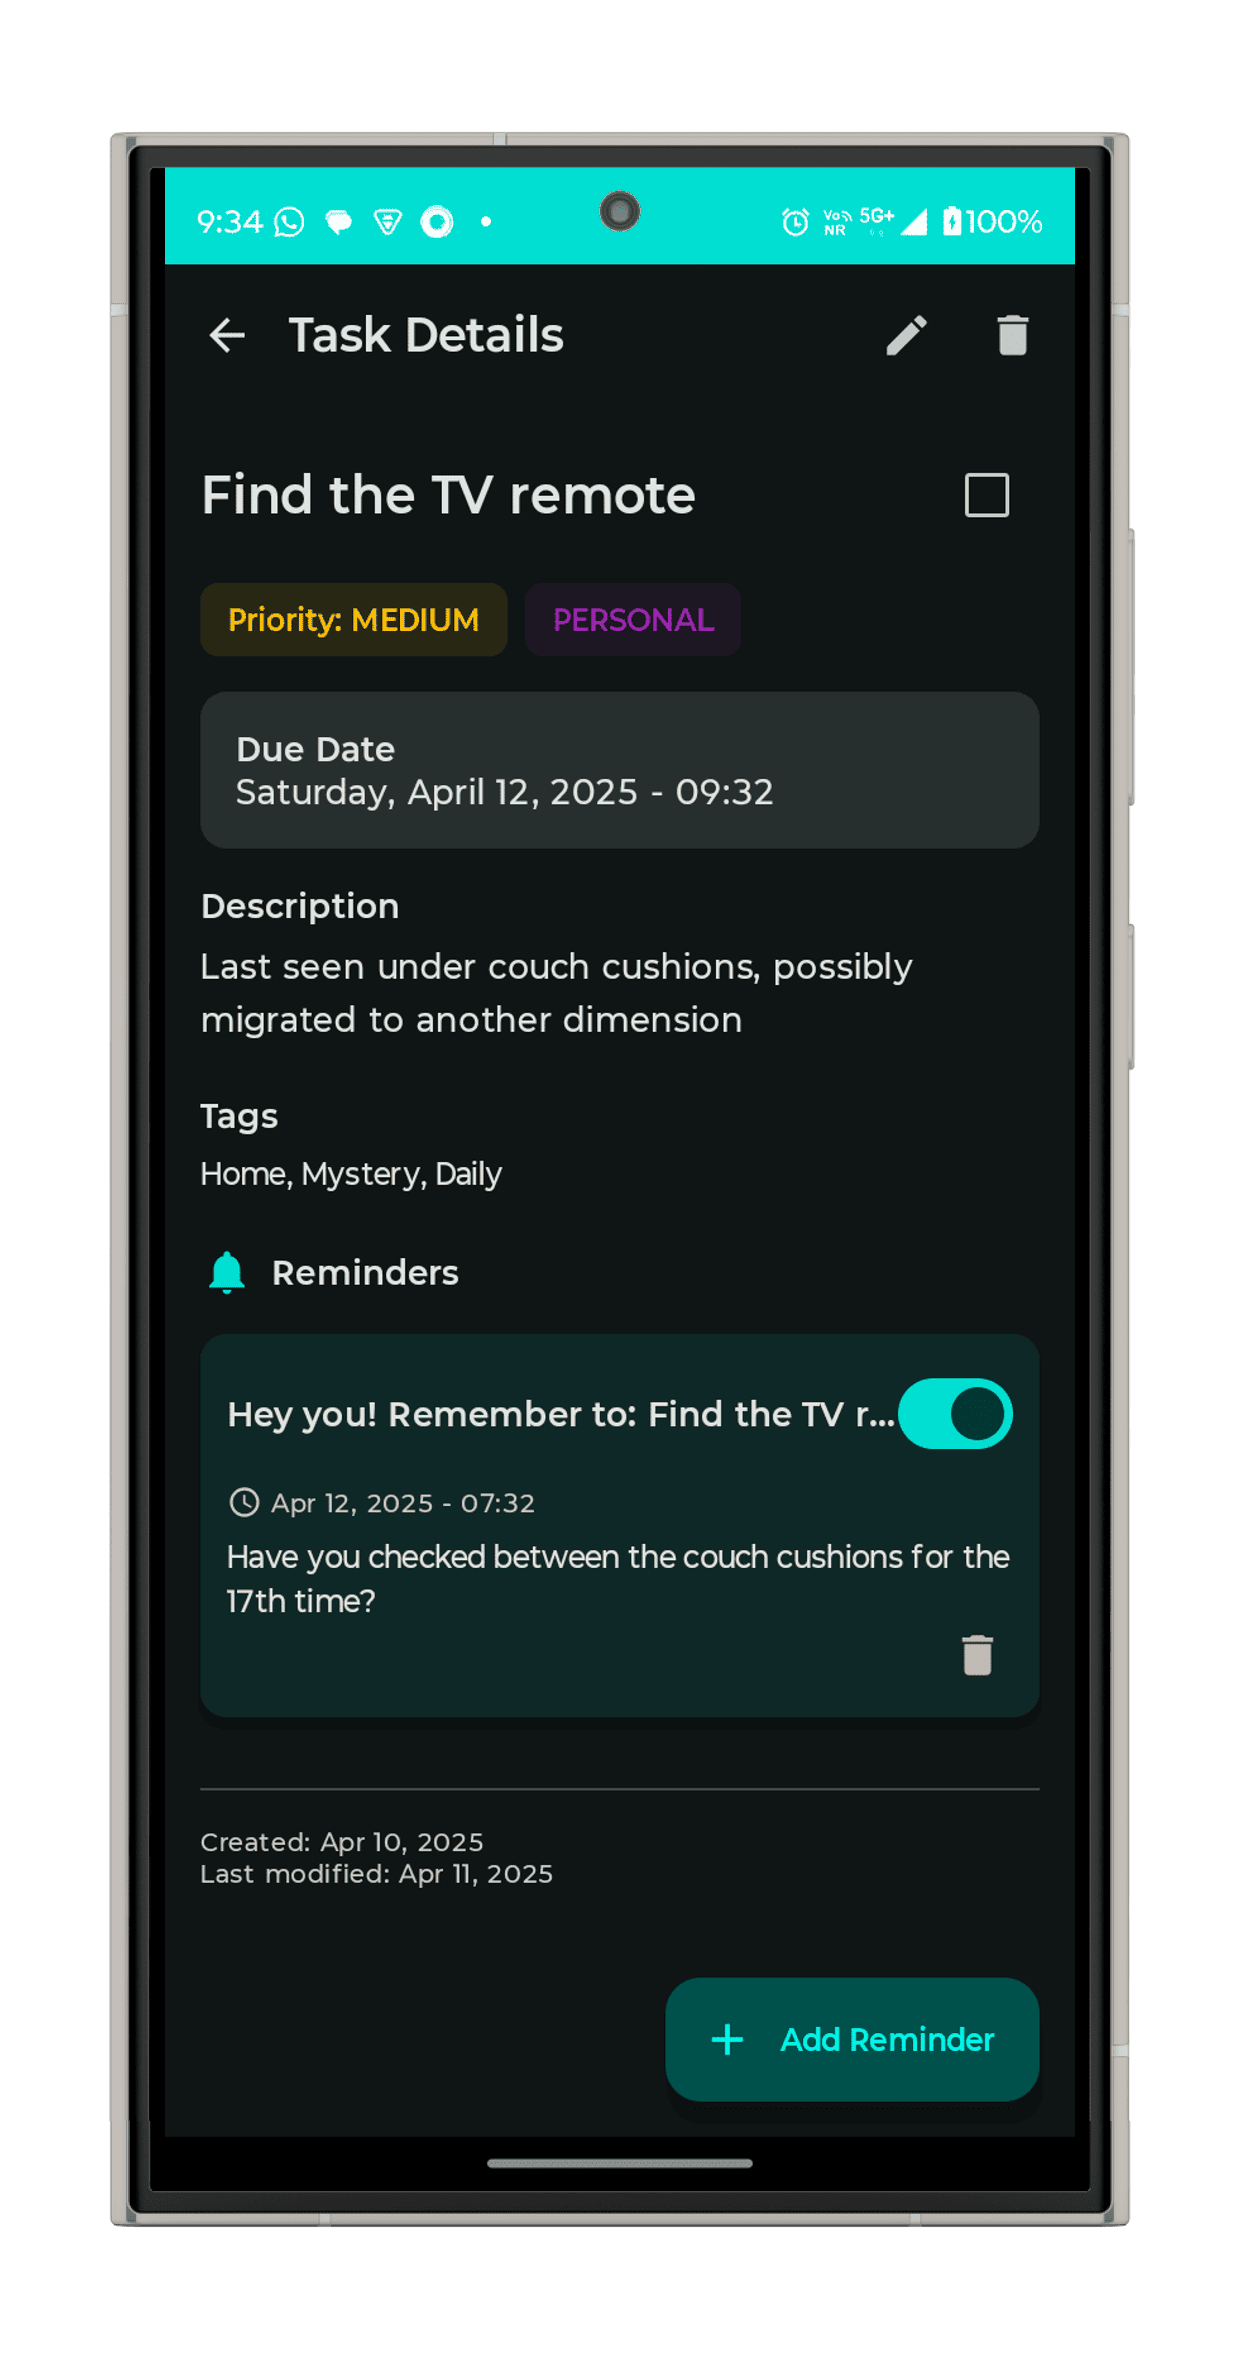 9:34 Vo NR 5G+ 100%
Task Details
Find the TV remote
Priority: MEDIUM PERSONAL
Due Date
Saturday, April 12, 2025 - 09:32
Description
Last seen under couch cushions, possibly
migrated to another dimension
Tags
Home, Mystery, Daily
Reminders
Hey you! Remember to: Find the TV r...
Apr 12, 2025 - 07:32
Have you checked between the couch cushions for the
17th time?
Created: Apr 10, 2025
Last modified: Apr 11, 2025
+ Add Reminder